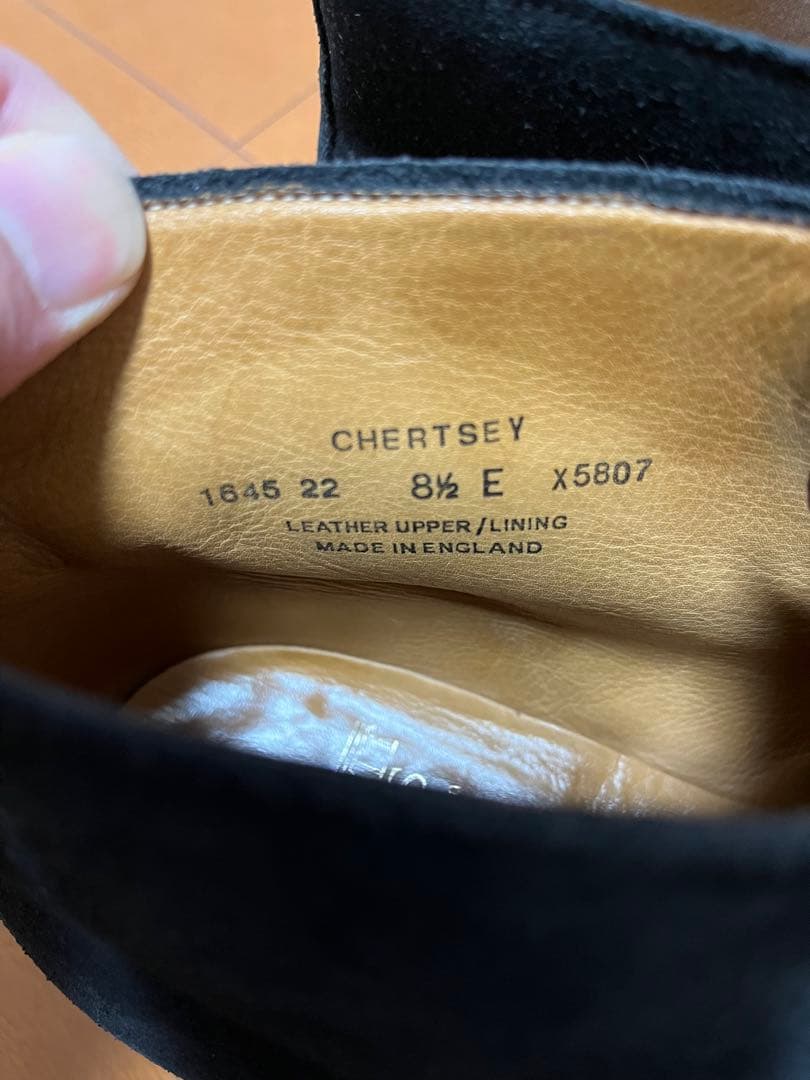 CHERTSEY
1645 22 8½ E X5807
LEATHER UPPER/LINING
MADE IN ENGLAND